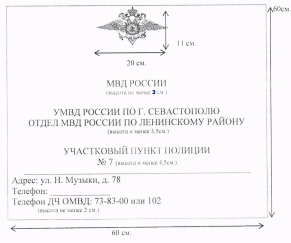 60см.
11 см.
20 см.
МВД РОССИИ
(высота не менее 3 см )
УМВД РОССИИ ПО Г. СЕВАСТОПОЛЮ
ОТДЕЛ МВД РОССИИ ПО ЛЕНИНСКОМУ РАЙОНУ
(высота н менее 3,5см )
УЧАСТКОВЫЙ ПУНКТ ПОЛИЦИИ
№ 7 (высота н менее 3,5см )
Адрес: ул. Н. Музыки, д. 78
Телефон:
Телефон ДЧ ОМВД: 73-83-00 или 102
(высота не менее 2 см )
60 см.